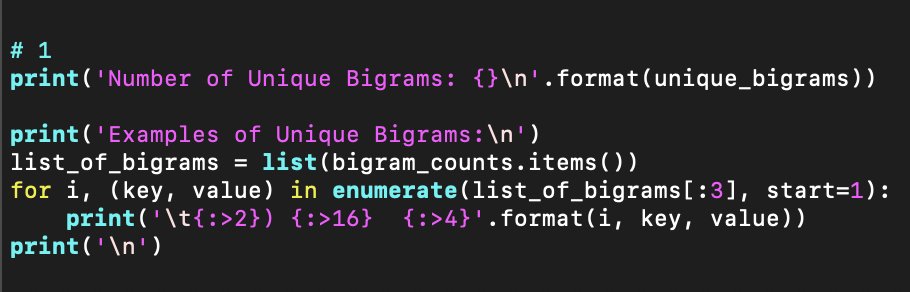 # 1
print('Number of Unique Bigrams: {}\n'.format(unique_bigrams))
print('Examples of Unique Bigrams:\n')
list_of_bigrams = list(bigram_counts.items())
for i, (key, value) in enumerate(list_of_bigrams[:3], start=1):
    print('\t{:>2}) {:>16}  {:>4}'.format(i, key, value))
print('\n')